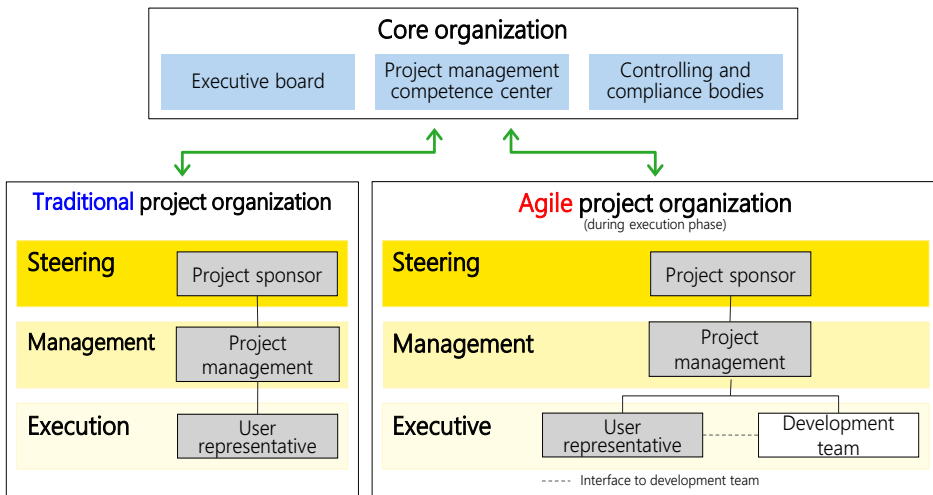 Core organization
Executive board
Project management
competence center
Controlling and
compliance bodies
Traditional project organization
Steering
Project sponsor
Management
Project
management
Execution
User
representative
Agile project organization
(during execution phase)
Steering
Project sponsor
Management
Project
management
Executive
User
representative
Development
team
Interface to development team